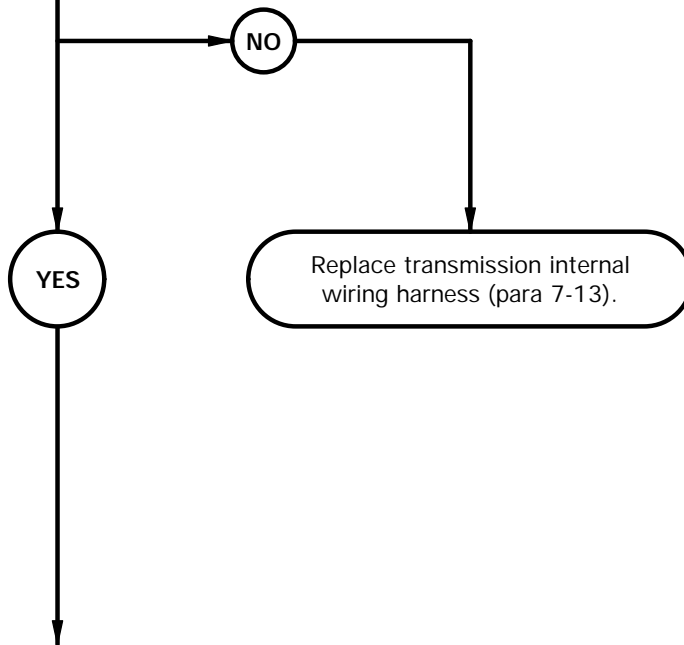 NO
YES
Replace transmission internal
wiring harness (para 7-13).